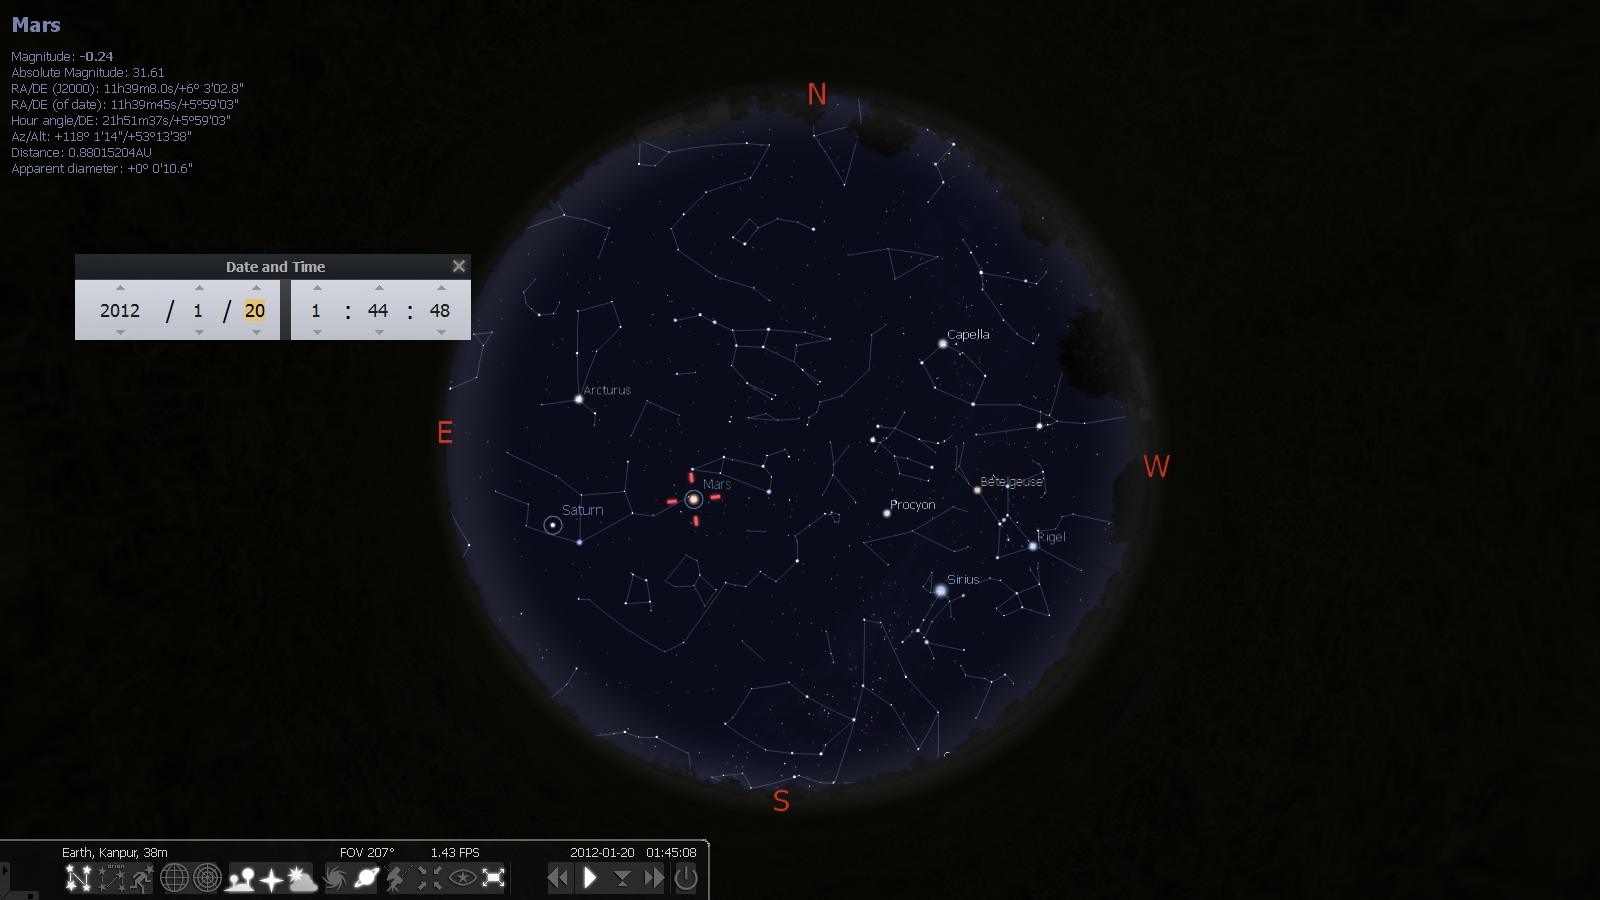 Mars
Magnitude: -0.24
Absolute Magnitude: 31.61
RA/DE (J2000): 11h39m8.0s/+6° 3'02.8"
RA/DE (of date): 11h39m45s/+5°59'03"
Hour angle/DE: 21h51m37s/+5°59'03"
Az/Alt: +118° 1'14"/+53°13'38"
Distance: 0.88015204AU
Apparent diameter: +0° 0'10.6"
N
Date and Time
2012 / 1 / 20 1 : 44 : 48
Capella
Arcturus
E
W
Betelgeuse
Mars
Procyon
Saturn
Rigel
Sirius
S
Earth, Kanpur, 38m FOV 207° 1.43 FPS 2012-01-20 01:45:08